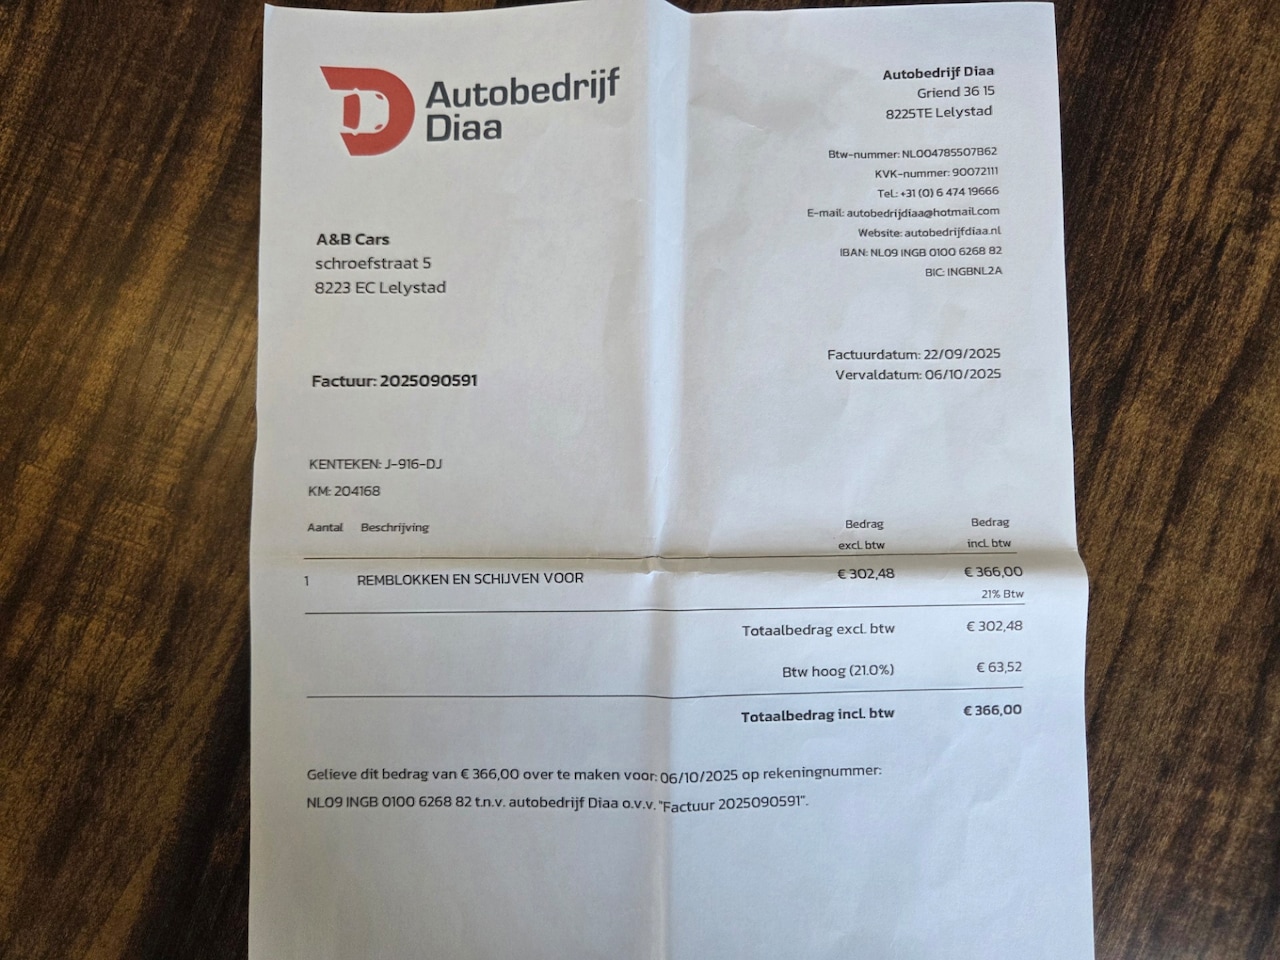 Autobedrijf
Diaa
Autobedrijf Diaa
Griend 36 15
8225TE Lelystad
Btw-nummer: NL004785507B62
KVK-nummer: 90072111
Tel.: +31 (0) 6 474 19666
E-mail: autobedrijdiaa@hotmail.com
Website: autobedrijfdiaa.nl
IBAN: NL09 INGB 0100 6268 82
BIC: INGBNL2A
A&B Cars
schroefstraat 5
8223 EC Lelystad
Factuurdatum: 22/09/2025
Vervaldatum: 06/10/2025
Factuur: 2025090591
KENTEKEN: J-916-DJ
KM: 204168
Aantal Beschrijving Bedrag excl. btw Bedrag incl. btw
1 REMBLOKKEN EN SCHIJVEN VOOR € 302,48 € 366,00
21% Btw
Totaalbedrag excl. btw € 302,48
Btw hoog (21.0%) € 63,52
Totaalbedrag incl. btw € 366,00
Gelieve dit bedrag van € 366,00 over te maken voor: 06/10/2025 op rekeningnummer:
NL09 INGB 0100 6268 82 t.n.v. autobedrijf Diaa o.v.v. "Factuur 2025090591".